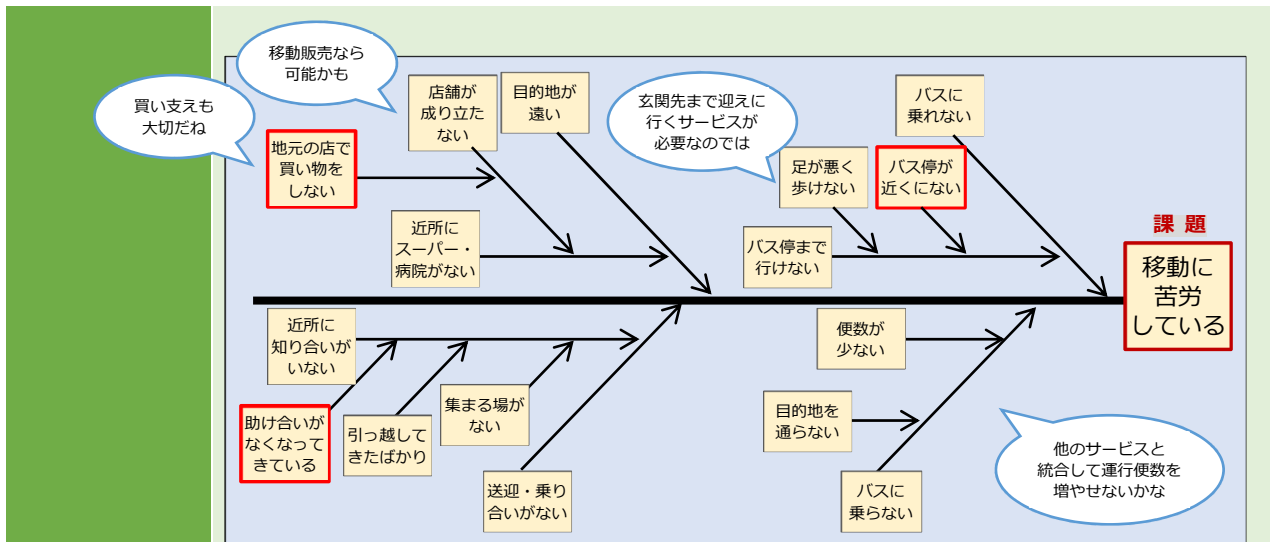 移動販売なら
可能かも
買い支えも
大切だね
店舗が
成り立た
ない
目的地が
遠い
玄関先まで迎えに
行くサービスが
必要なのでは
バスに
乗れない
地元の店で
買い物を
しない
足が悪く
歩けない
バス停が
近くにない
近所に
スーパー・
病院がない
バス停まで
行けない
課題
移動に
苦労
している
近所に
知り合いが
いない
便数が
少ない
助け合いが
なくなって
きている
引っ越して
きたばかり
集まる場が
ない
目的地を
通らない
送迎・乗り
合いがない
バスに
乗らない
他のサービスと
統合して運行便数を
増やせないかな